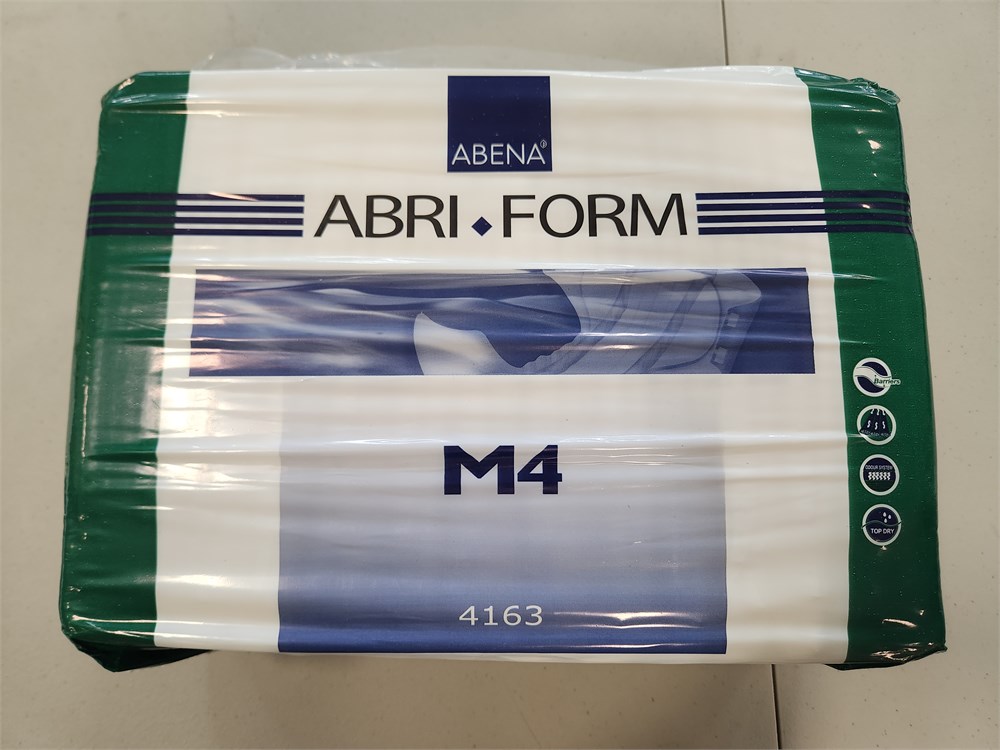 ABENA
ABRI FORM
M4
4163
Barriers
ODOUR SYSTEM
TOP DRY